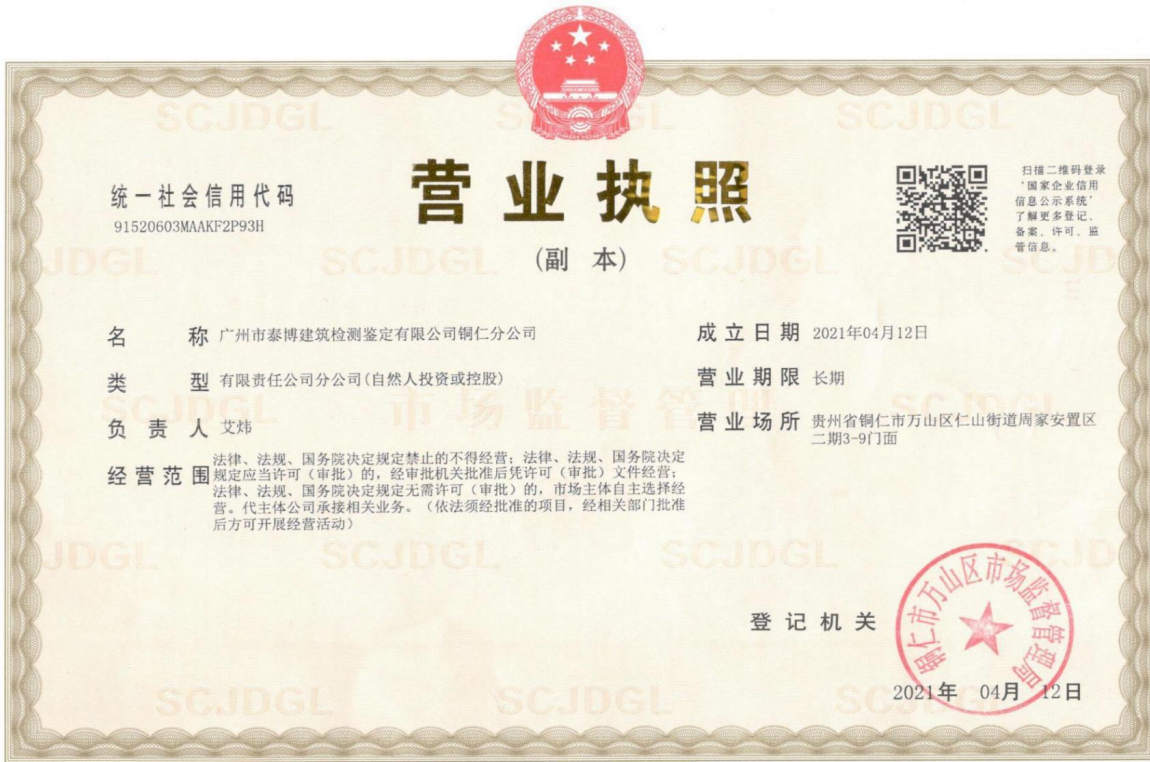 营业执照
(副 本)
统一社会信用代码
91520603MAAKF2P93H
扫描二维码登录
'国家企业信用
信息公示系统'
了解更多登记、
备案、许可、监
管信息。
名 称 广州市泰博建筑检测鉴定有限公司铜仁分公司
类 型 有限责任公司分公司(自然人投资或控股)
负 责 人 艾炜
经 营 范 围 法律、法规、国务院决定规定禁止的不得经营；法律、法规、国务院决定
规定应当许可（审批）的，经审批机关批准后凭许可（审批）文件经营；
法律、法规、国务院决定规定无需许可（审批）的，市场主体自主选择经
营。代主体公司承接相关业务。（依法须经批准的项目，经相关部门批准
后方可开展经营活动）
成 立 日 期 2021年04月12日
营 业 期 限 长期
营 业 场 所 贵州省铜仁市万山区仁山街道周家安置区
二期3-9门面
登 记 机 关
铜仁市万山区市场监督管理局
2021年 04月 12日
SCJDGL
市场监督管理